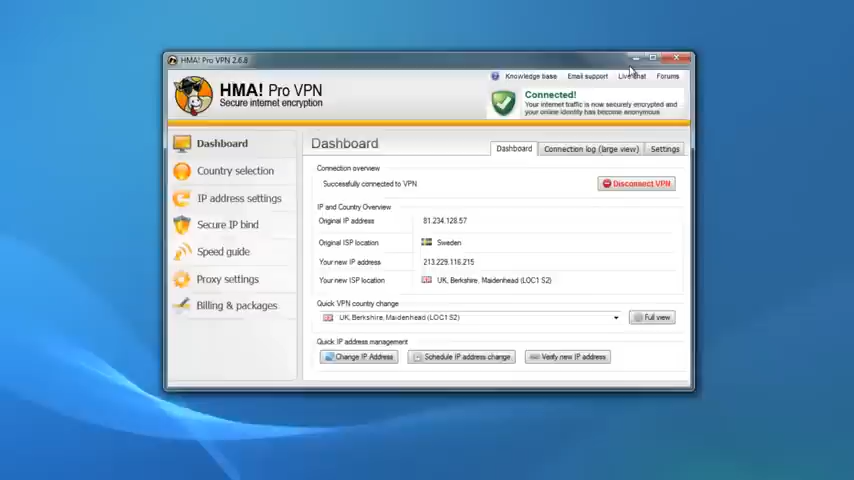 HMA! Pro VPN 2.6.8
HMA! Pro VPN
Secure internet encryption
Knowledge base
Email support
Live chat
Forums
Connected!
Your internet traffic is now securely encrypted and
your online identity has become anonymous
Dashboard
Country selection
IP address settings
Secure IP bind
Speed guide
Proxy settings
Billing & packages
Dashboard
Dashboard
Connection log (large view)
Settings
Connection overview
Successfully connected to VPN
Disconnect VPN
IP and Country Overview
Original IP address
81.234.128.57
Original ISP location
Sweden
Your new IP address
213.229.116.215
Your new ISP location
UK, Berkshire, Maidenhead (LOC1 S2)
Quick VPN country change
UK, Berkshire, Maidenhead (LOC1 S2)
Full view
Quick IP address management
Change IP Address
Schedule IP address change
Verify new IP address